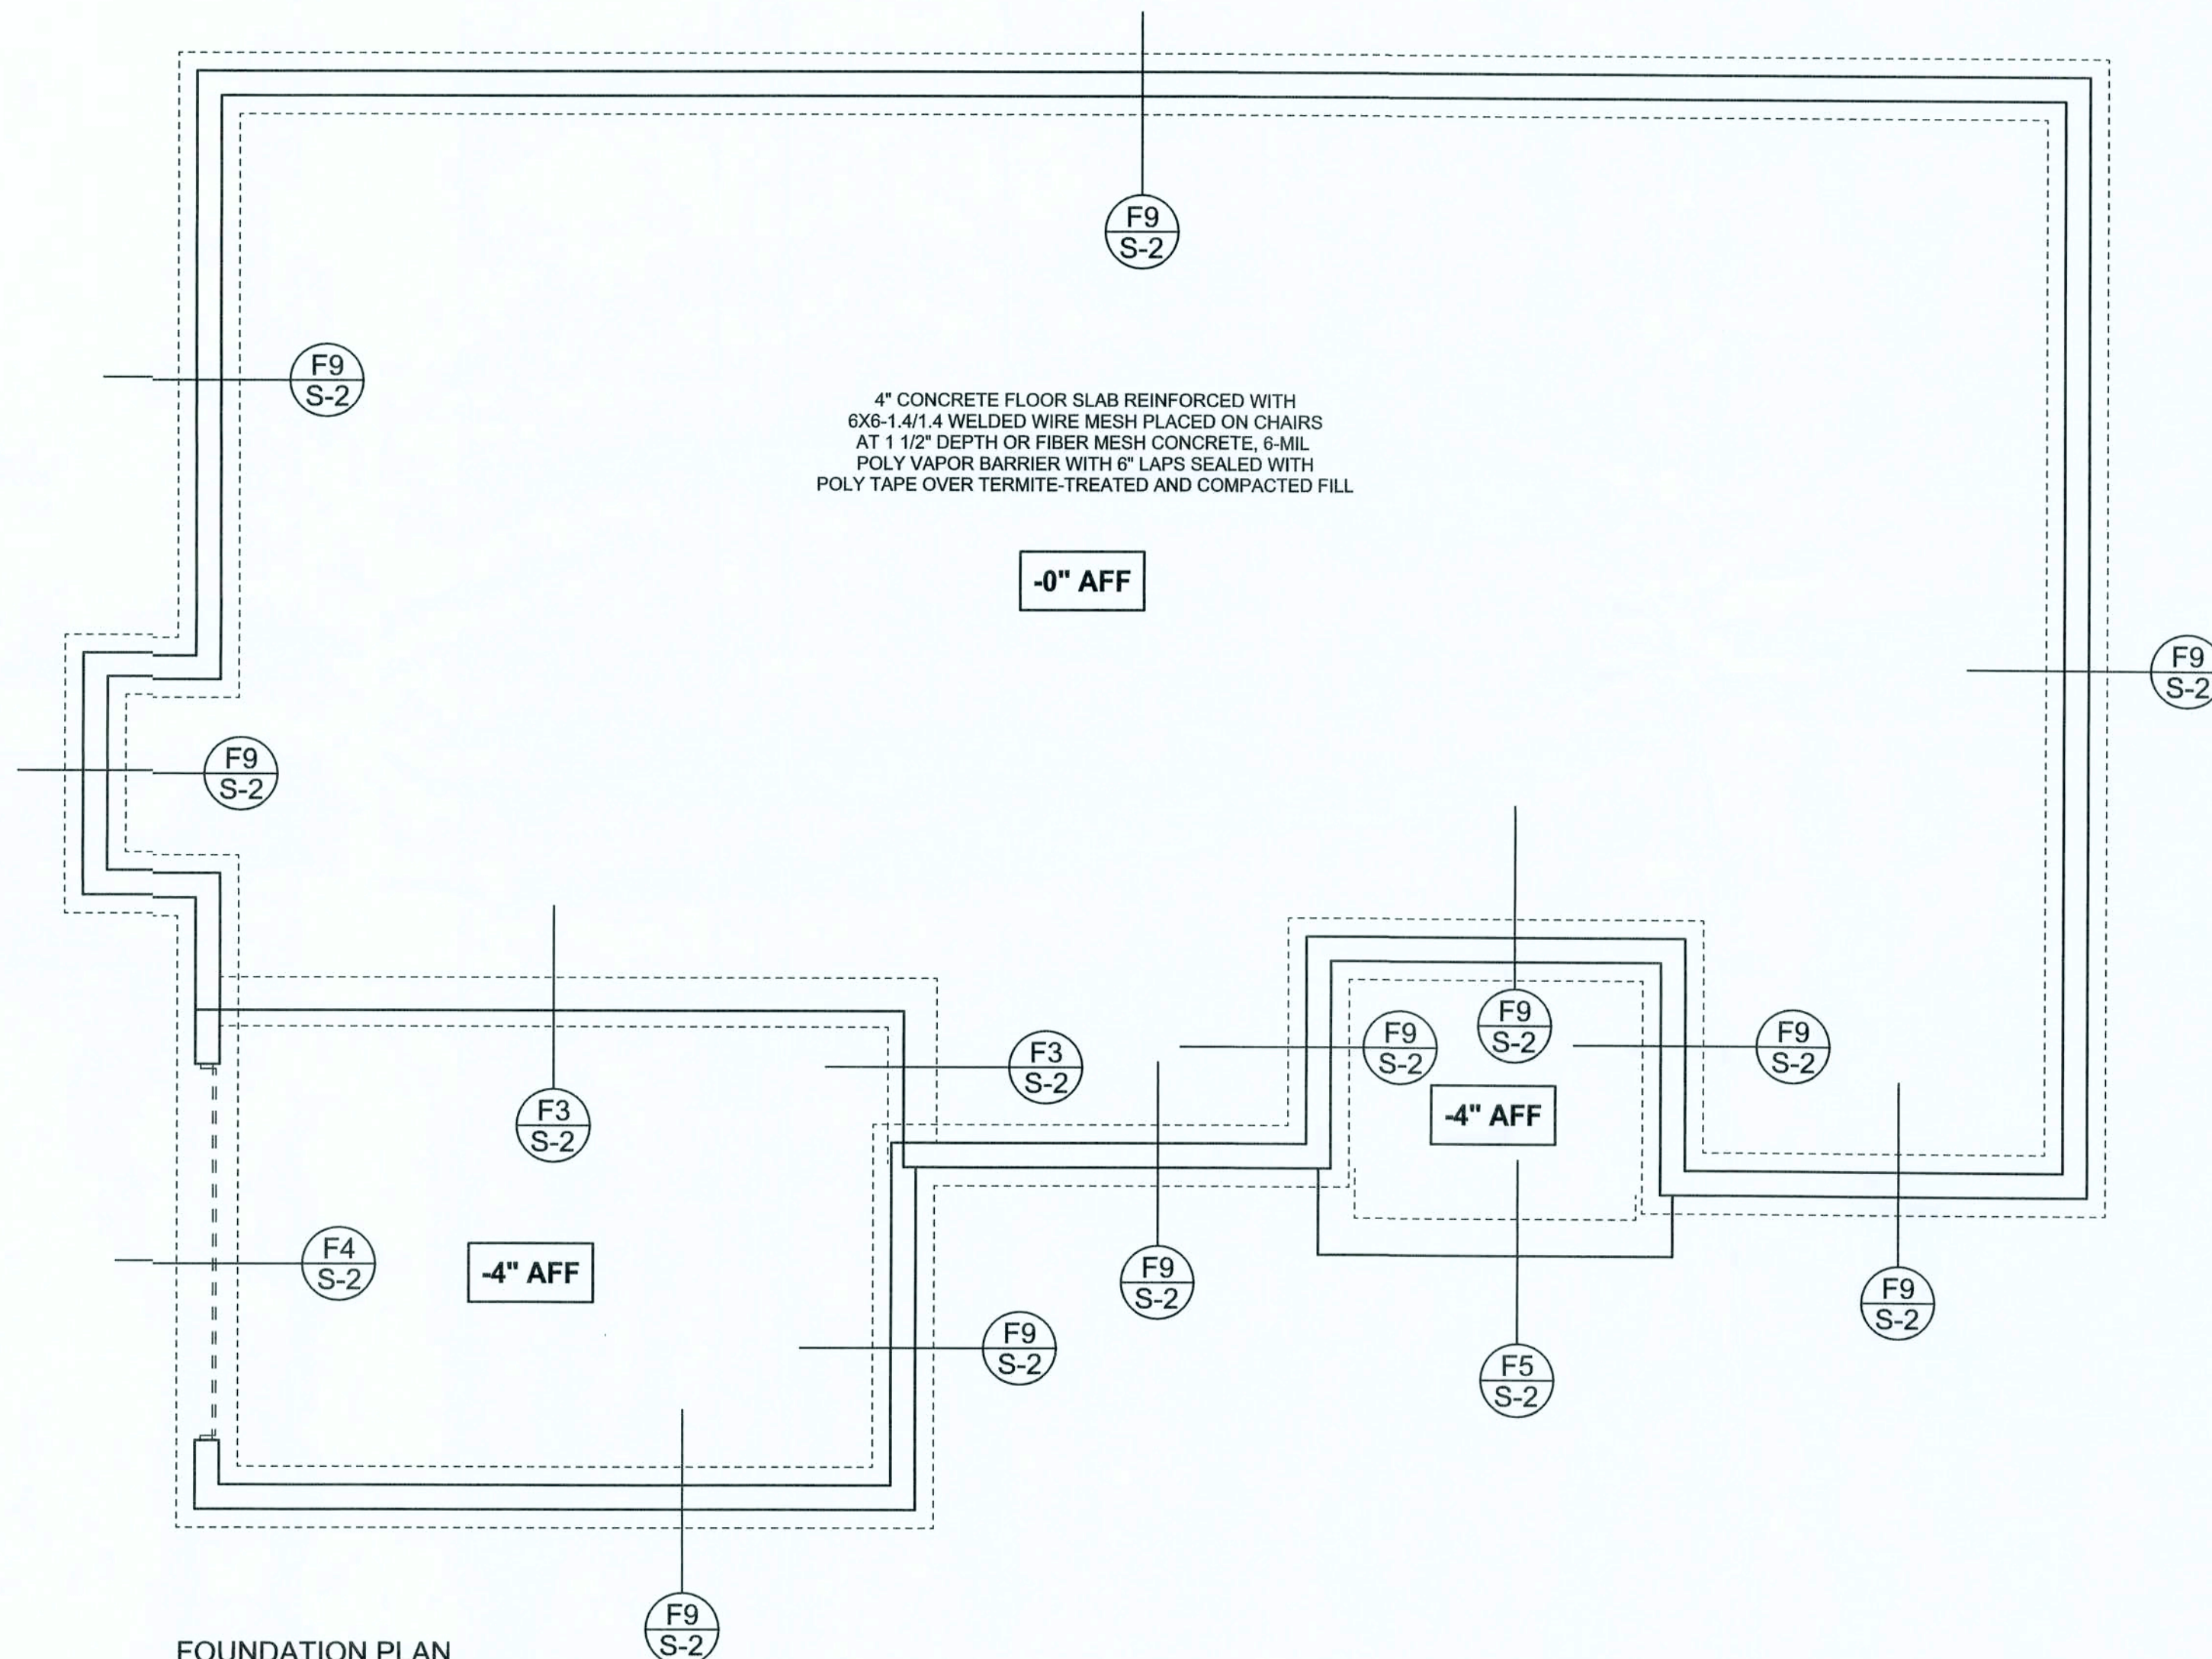 F9
S-2
F9
S-2
4" CONCRETE FLOOR SLAB REINFORCED WITH
6X6-1.4/1.4 WELDED WIRE MESH PLACED ON CHAIRS
AT 1 1/2" DEPTH OR FIBER MESH CONCRETE, 6-MIL
POLY VAPOR BARRIER WITH 6" LAPS SEALED WITH
POLY TAPE OVER TERMITE-TREATED AND COMPACTED FILL
-0" AFF
F9
S-2
F9
S-2
F9
S-2
F9
S-2
F9
S-2
F3
S-2
F3
S-2
-4" AFF
F4
S-2
-4" AFF
F9
S-2
F9
S-2
F9
S-2
F5
S-2
F9
S-2
FOUNDATION PLAN